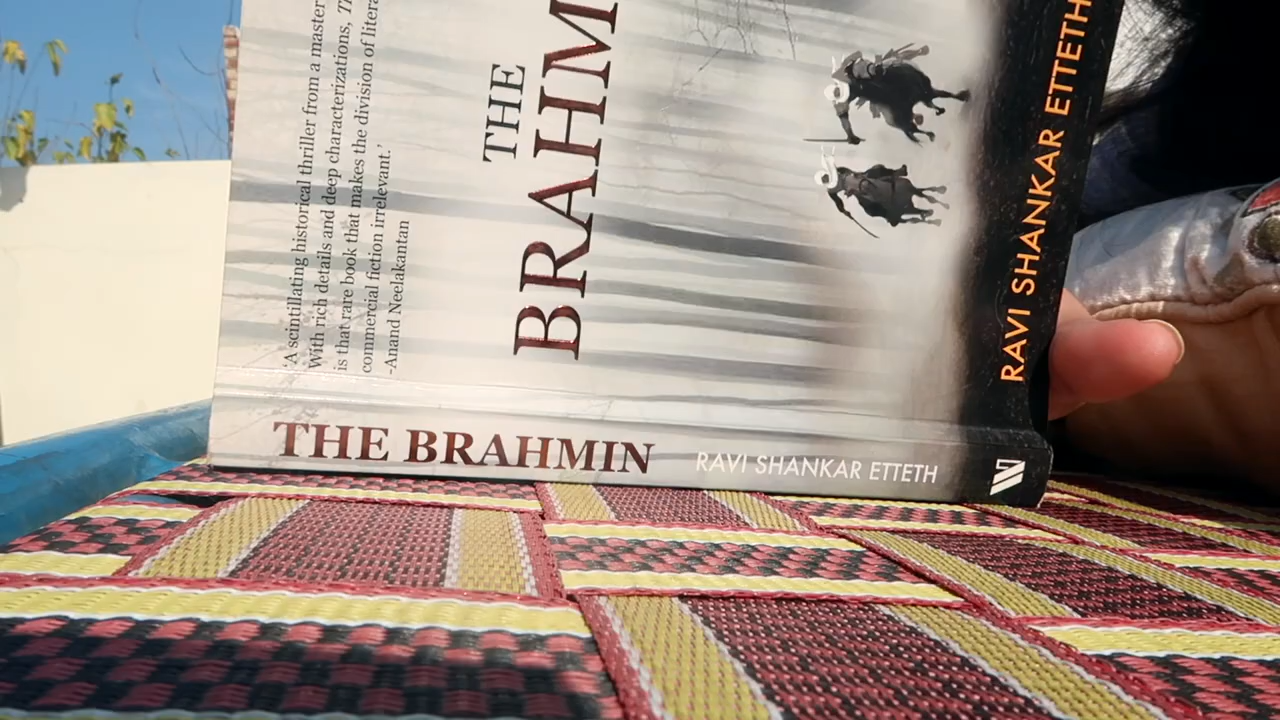 'A scintillating historical thriller from a master
With rich details and deep characterizations,
is that rare book that makes the division of
commercial fiction irrelevant.'
-Anand Neelakantan
THE
BRAHM
RAVI SHANKAR ETTETH
THE BRAHMIN RAVI SHANKAR ETTETH